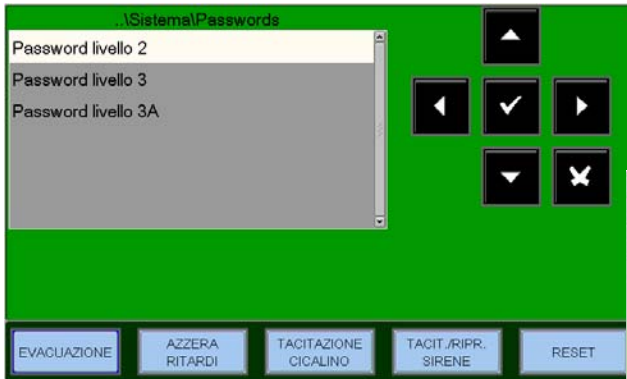 ..\Sistema\Passwords
Password livello 2
Password livello 3
Password livello 3A
EVACUAZIONE
AZZERA
RITARDI
TACITAZIONE
CICALINO
TACIT./RIPR.
SIRENE
RESET